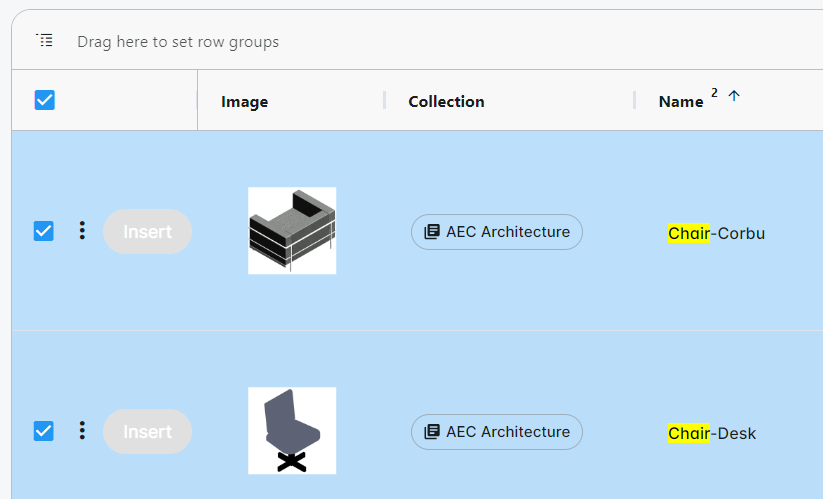 Drag here to set row groups
Image Collection Name 2
Insert AEC Architecture Chair-Corbu
Insert AEC Architecture Chair-Desk